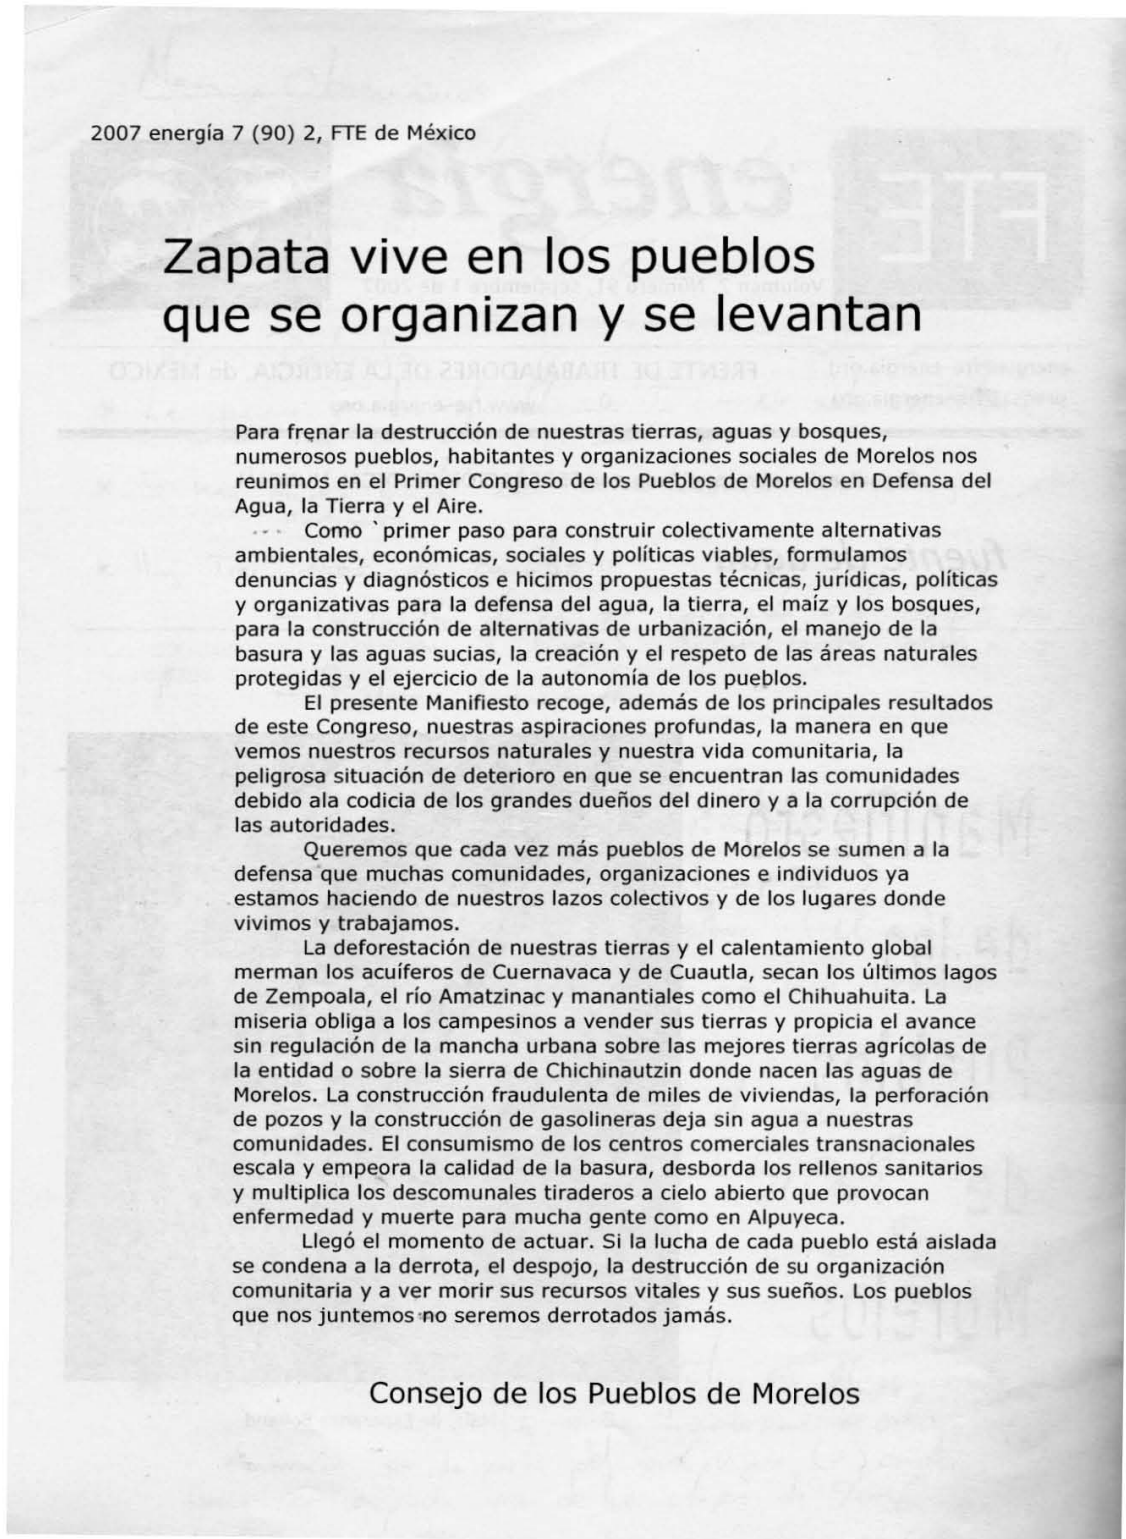 2007 energía 7 (90) 2, FTE de México
Zapata vive en los pueblos
que se organizan y se levantan
Para frenar la destrucción de nuestras tierras, aguas y bosques,
numerosos pueblos, habitantes y organizaciones sociales de Morelos nos
reunimos en el Primer Congreso de los Pueblos de Morelos en Defensa del
Agua, la Tierra y el Aire.
Como primer paso para construir colectivamente alternativas
ambientales, económicas, sociales y políticas viables, formulamos
denuncias y diagnósticos e hicimos propuestas técnicas, jurídicas, políticas
y organizativas para la defensa del agua, la tierra, el maíz y los bosques,
para la construcción de alternativas de urbanización, el manejo de la
basura y las aguas sucias, la creación y el respeto de las áreas naturales
protegidas y el ejercicio de la autonomía de los pueblos.
El presente Manifiesto recoge, además de los principales resultados
de este Congreso, nuestras aspiraciones profundas, la manera en que
vemos nuestros recursos naturales y nuestra vida comunitaria, la
peligrosa situación de deterioro en que se encuentran las comunidades
debido ala codicia de los grandes dueños del dinero y a la corrupción de
las autoridades.
Queremos que cada vez más pueblos de Morelos se sumen a la
defensa que muchas comunidades, organizaciones e individuos ya
estamos haciendo de nuestros lazos colectivos y de los lugares donde
vivimos y trabajamos.
La deforestación de nuestras tierras y el calentamiento global
merman los acuíferos de Cuernavaca y de Cuautla, secan los últimos lagos
de Zempoala, el río Amatzinac y manantiales como el Chihuahuita. La
miseria obliga a los campesinos a vender sus tierras y propicia el avance
sin regulación de la mancha urbana sobre las mejores tierras agrícolas de
la entidad o sobre la sierra de Chichinautzin donde nacen las aguas de
Morelos. La construcción fraudulenta de miles de viviendas, la perforación
de pozos y la construcción de gasolineras deja sin agua a nuestras
comunidades. El consumismo de los centros comerciales transnacionales
escala y empeora la calidad de la basura, desborda los rellenos sanitarios
y multiplica los descomunales tiraderos a cielo abierto que provocan
enfermedad y muerte para mucha gente como en Alpuyeca.
Llegó el momento de actuar. Si la lucha de cada pueblo está aislada
se condena a la derrota, el despojo, la destrucción de su organización
comunitaria y a ver morir sus recursos vitales y sus sueños. Los pueblos
que nos juntemos no seremos derrotados jamás.
Consejo de los Pueblos de Morelos